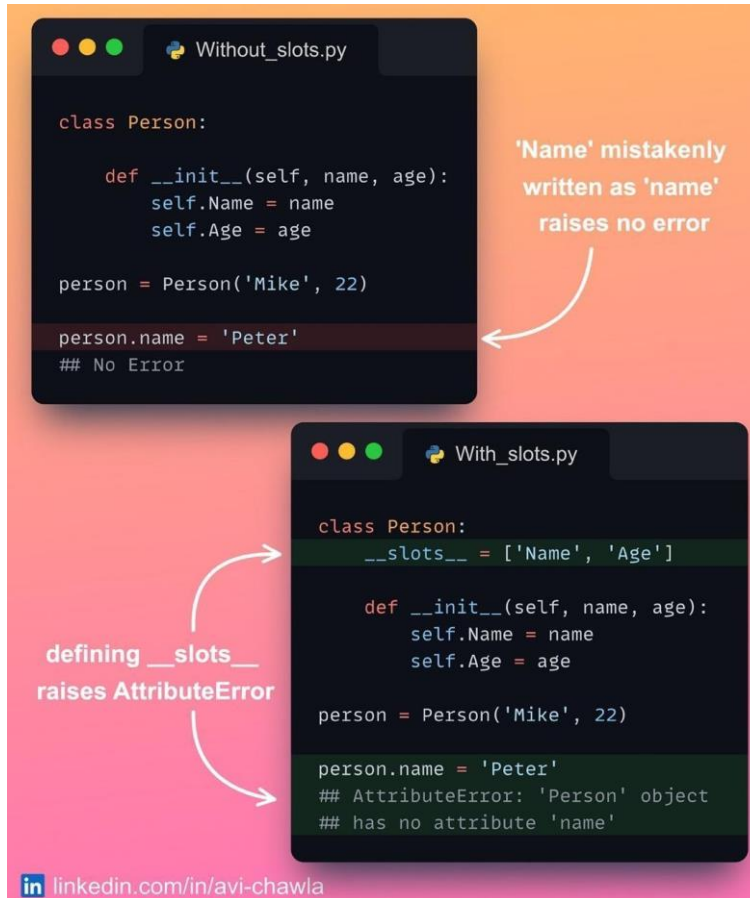 Without_slots.py
class Person:
def __init__(self, name, age):
self.Name = name
self.Age = age
person = Person('Mike', 22)
person.name = 'Peter'
## No Error
'Name' mistakenly
written as 'name'
raises no error
With_slots.py
class Person:
__slots__ = ['Name', 'Age']
def __init__(self, name, age):
self.Name = name
self.Age = age
person = Person('Mike', 22)
person.name = 'Peter'
## AttributeError: 'Person' object
## has no attribute 'name'
defining __slots__
raises AttributeError
in linkedin.com/in/avi-chawla